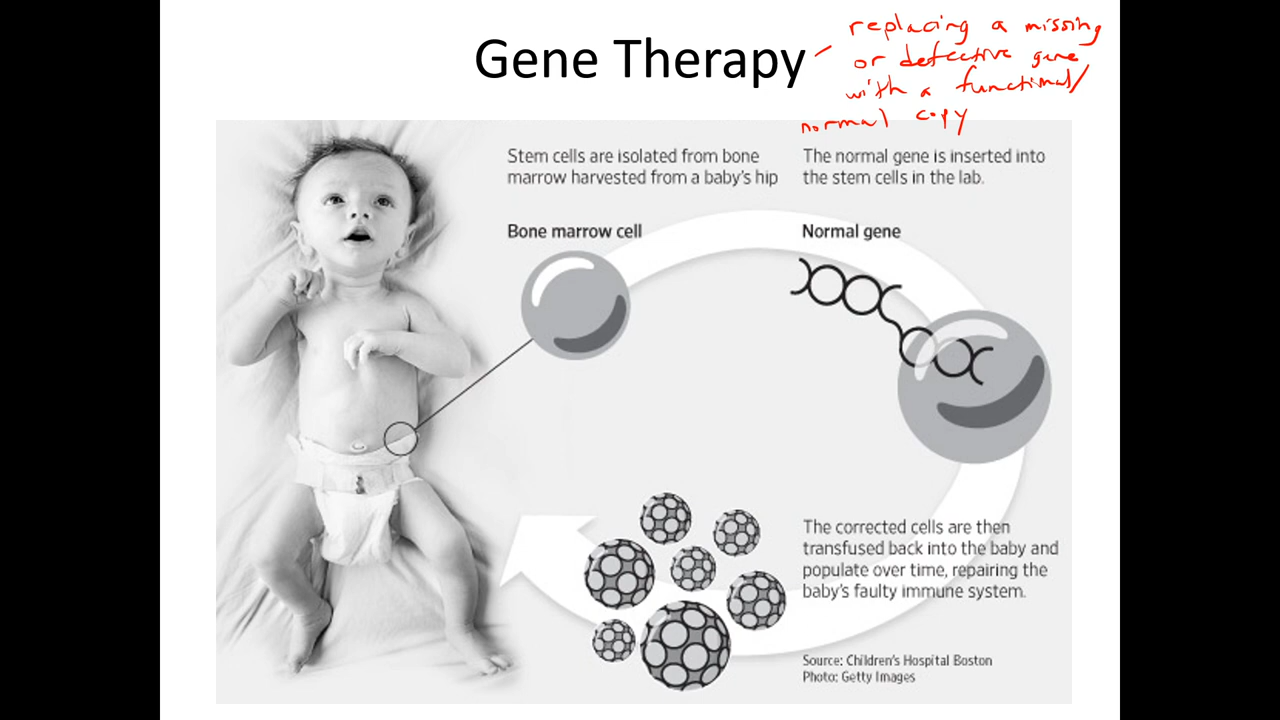 Gene Therapy
– replacing a missing
or defective gene
with a functional/
normal copy
Stem cells are isolated from bone
marrow harvested from a baby's hip
The normal gene is inserted into
the stem cells in the lab.
Bone marrow cell
Normal gene
The corrected cells are then
transfused back into the baby and
populate over time, repairing the
baby's faulty immune system.
Source: Children's Hospital Boston
Photo: Getty Images